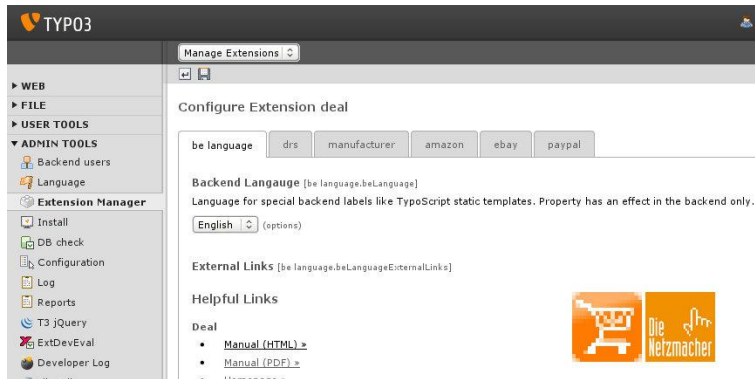 TYPO3
Manage Extensions
WEB
FILE
USER TOOLS
ADMIN TOOLS
Backend users
Language
Extension Manager
Install
DB check
Configuration
Log
Reports
T3 jQuery
ExtDevEval
Developer Log
Configure Extension deal
be language drs manufacturer amazon ebay paypal
Backend Langauge [be language.beLanguage]
Language for special backend labels like TypoScript static templates. Property has an effect in the backend only.
English (options)
External Links [be language.beLanguageExternalLinks]
Helpful Links
Deal
• Manual (HTML) »
• Manual (PDF) »
Die
Netzmacher